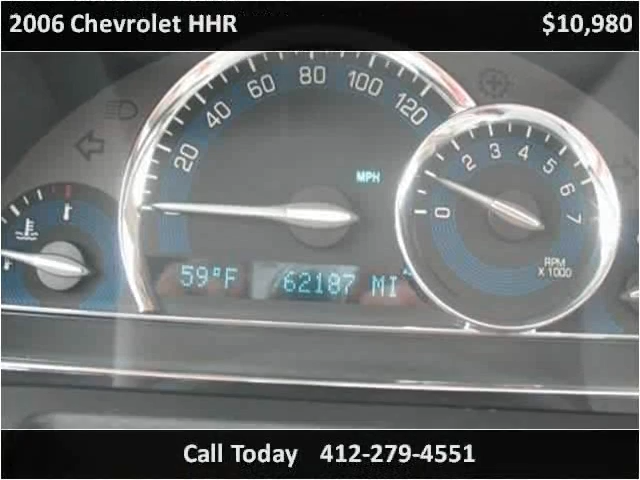 2006 Chevrolet HHR $10,980
20 40 60 80 100 120
MPH
0 2 3 4 5 6 7
RPM
X 1000
59°F 62187 MI
Call Today 412-279-4551